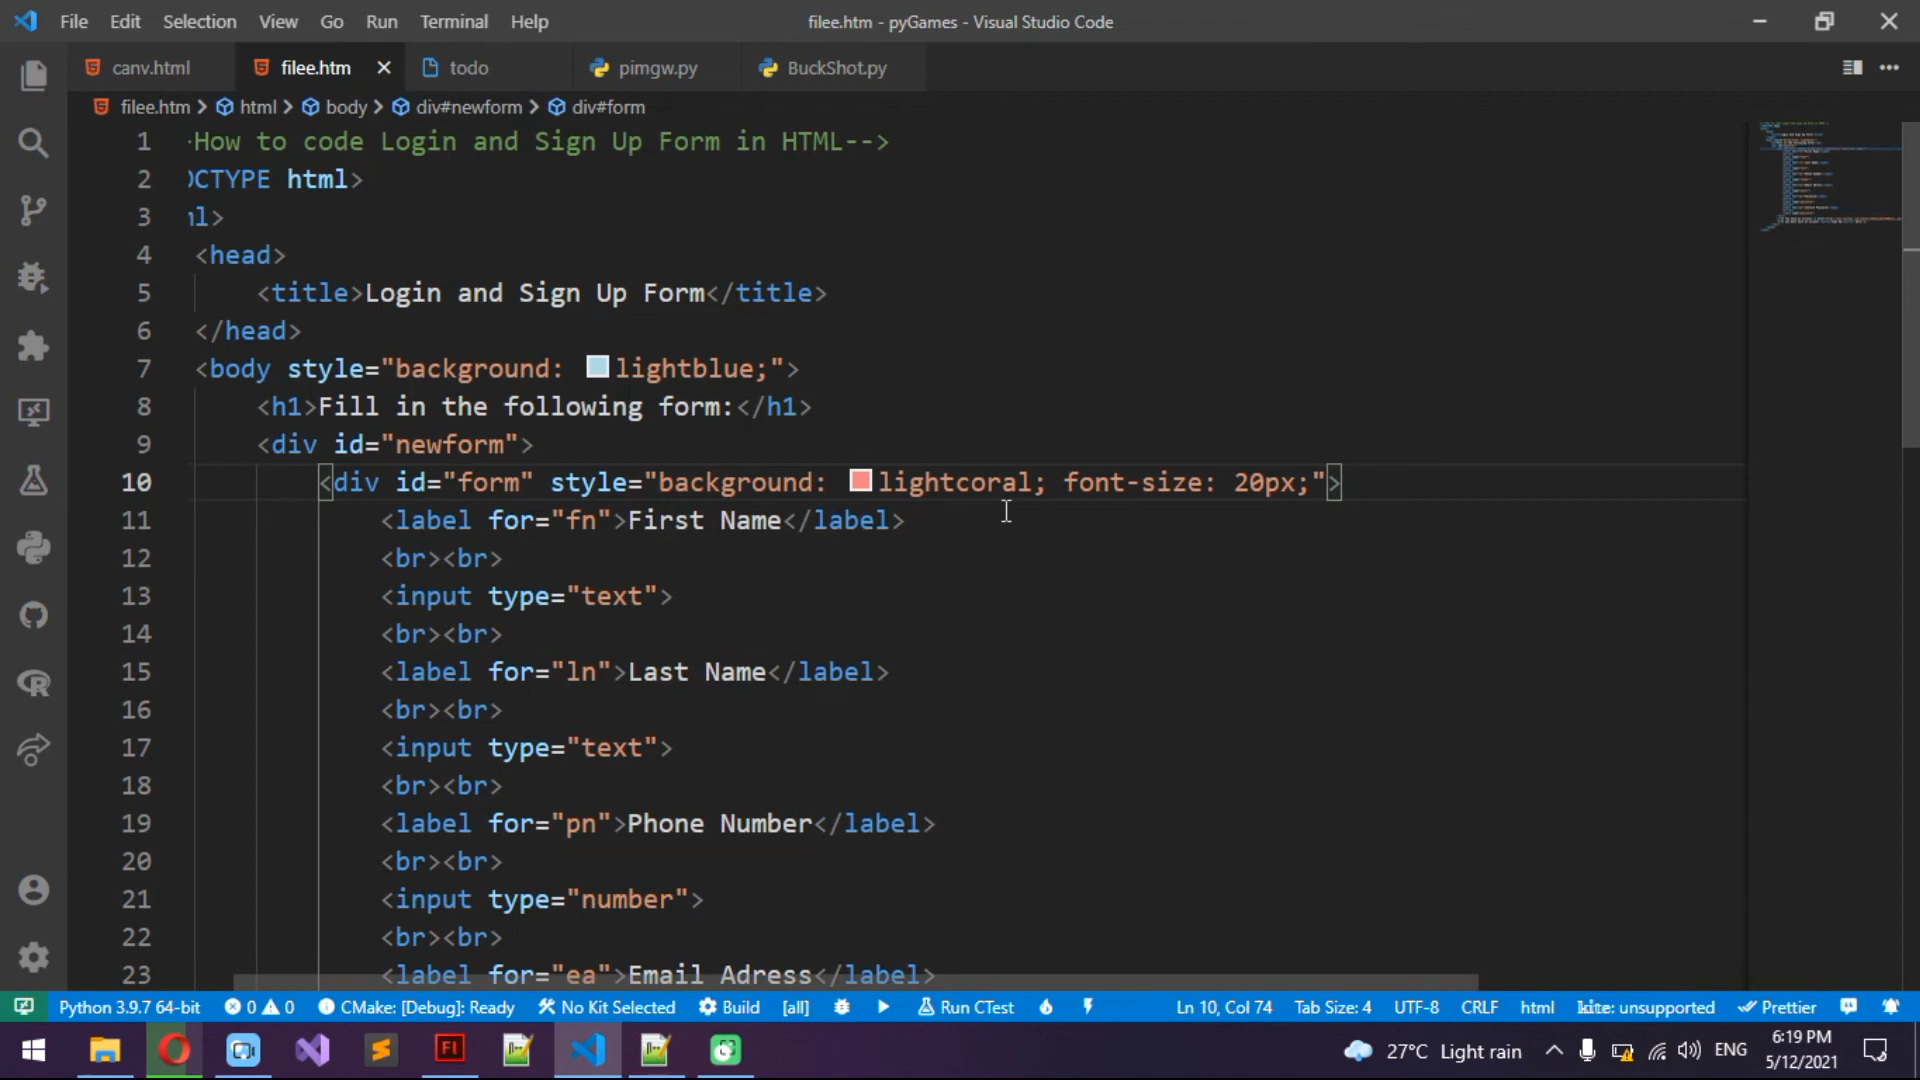 File Edit Selection View Go Run Terminal Help filee.htm - pyGames - Visual Studio Code
canv.html filee.htm todo pimgw.py BuckShot.py
filee.htm > html > body > div#newform > div#form
1 -How to code Login and Sign Up Form in HTML-->
2 OCTYPE html>
3 ml>
4 <head>
5 <title>Login and Sign Up Form</title>
6 </head>
7 <body style="background: lightblue;">
8 <h1>Fill in the following form:</h1>
9 <div id="newform">
10 <div id="form" style="background: lightcoral; font-size: 20px;">
11 <label for="fn">First Name</label>
12 <br><br>
13 <input type="text">
14 <br><br>
15 <label for="ln">Last Name</label>
16 <br><br>
17 <input type="text">
18 <br><br>
19 <label for="pn">Phone Number</label>
20 <br><br>
21 <input type="number">
22 <br><br>
23 <label for="ea">Email Adress</label>
Python 3.9.7 64-bit 0 0 CMake: [Debug]: Ready No Kit Selected Build [all] Run CTest Ln 10, Col 74 Tab Size: 4 UTF-8 CRLF html kite: unsupported Prettier
27°C Light rain ENG 6:19 PM
5/12/2021